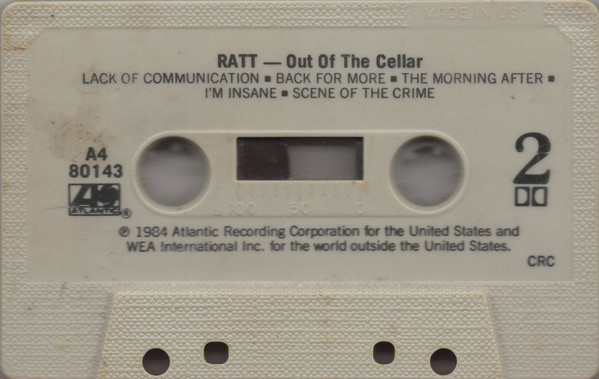 MADE IN U.S.A.
RATT — Out Of The Cellar
LACK OF COMMUNICATION ■ BACK FOR MORE ■ THE MORNING AFTER ■
I'M INSANE ■ SCENE OF THE CRIME
A4
80143
2
ATLANTIC®
100 50 0
℗ 1984 Atlantic Recording Corporation for the United States and
WEA International Inc. for the world outside the United States.
CRC